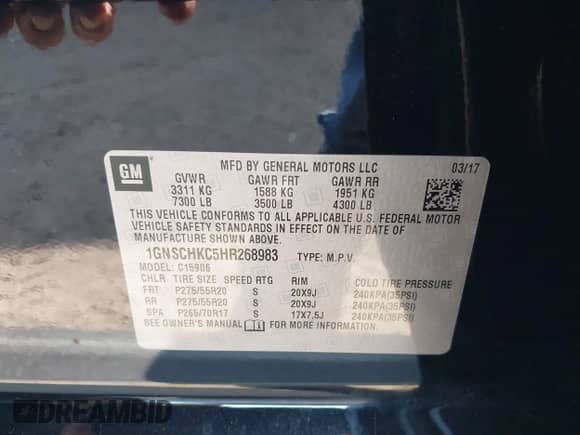 GM
MFD BY GENERAL MOTORS LLC 03/17
GVWR GAWR FRT GAWR RR
3311 KG 1588 KG 1951 KG
7300 LB 3500 LB 4300 LB
THIS VEHICLE CONFORMS TO ALL APPLICABLE U.S. FEDERAL MOTOR
VEHICLE SAFETY STANDARDS IN EFFECT ON THE DATE OF
MANUFACTURE SHOWN ABOVE.
1GNSCHKC5HR268983 TYPE: M.P.V.
MODEL: C15906
CHLR TIRE SIZE SPEED RTG RIM COLD TIRE PRESSURE
FRT P275/55R20 S 20X9J 240KPA(35PSI)
RR P275/55R20 S 20X9J 240KPA(35PSI)
SPA P265/70R17 S 17X7.5J 240KPA(35PSI)
SEE OWNER'S MANUAL FOR MORE INFORMATION
DREAMBID